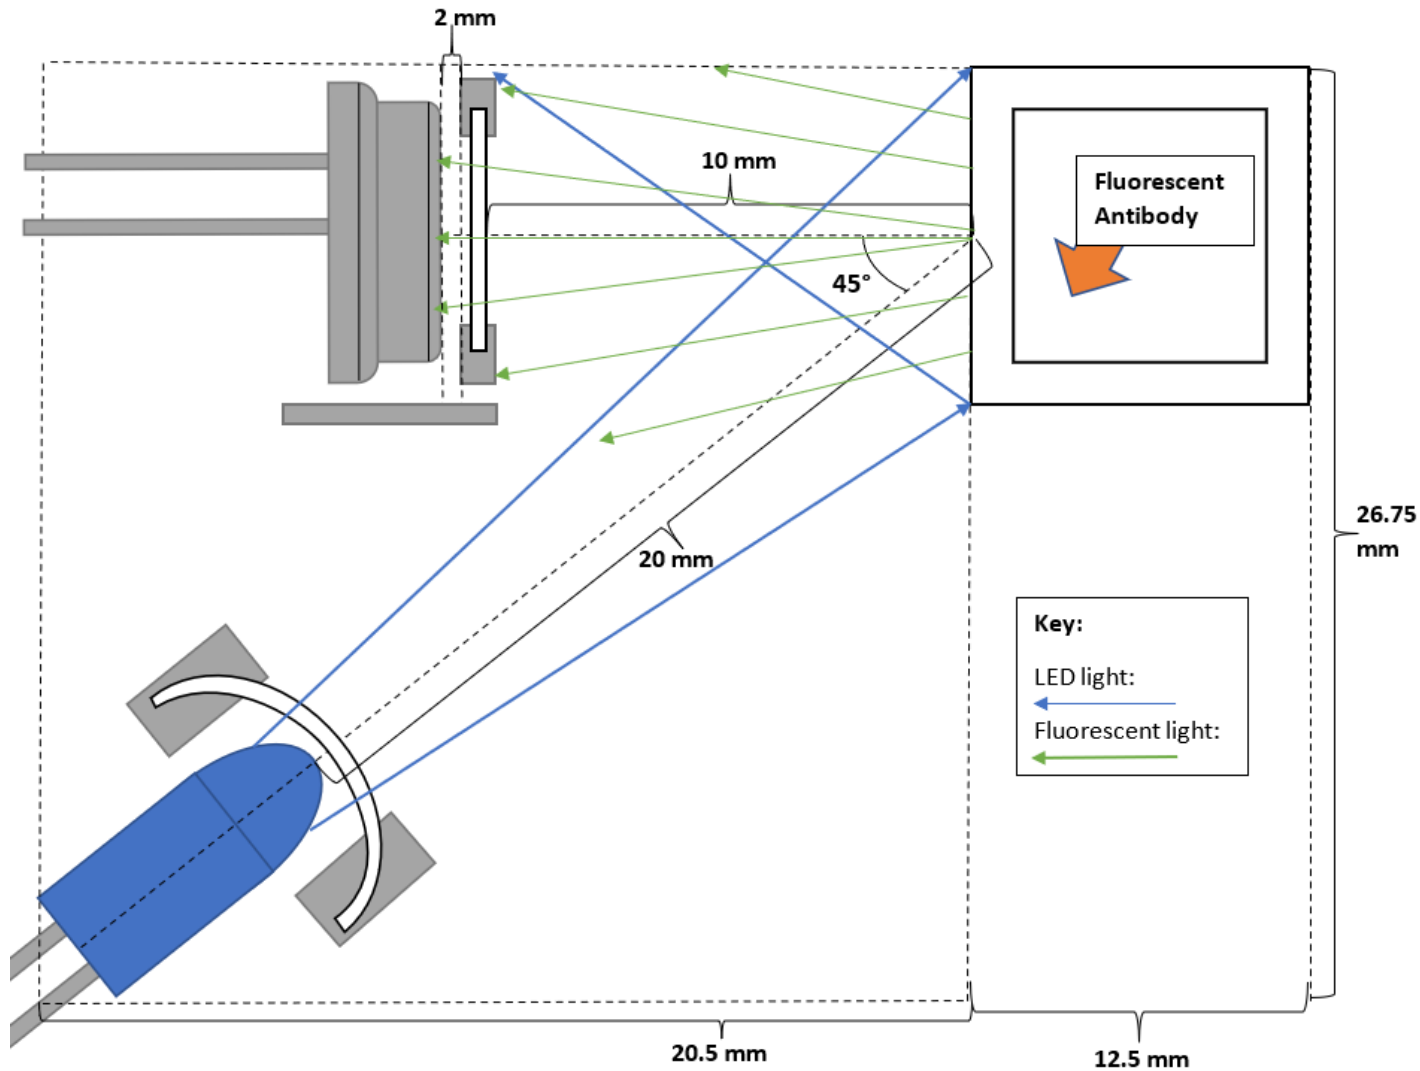 2 mm
10 mm
Fluorescent
Antibody
45°
20 mm
26.75
mm
Key:
LED light:
Fluorescent light:
20.5 mm
12.5 mm